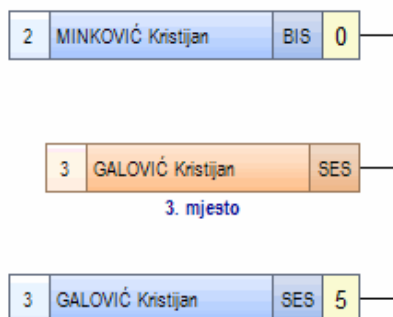 2 MINKOVIĆ Kristijan BIS 0
3 GALOVIĆ Kristijan SES
3. mjesto
3 GALOVIĆ Kristijan SES 5